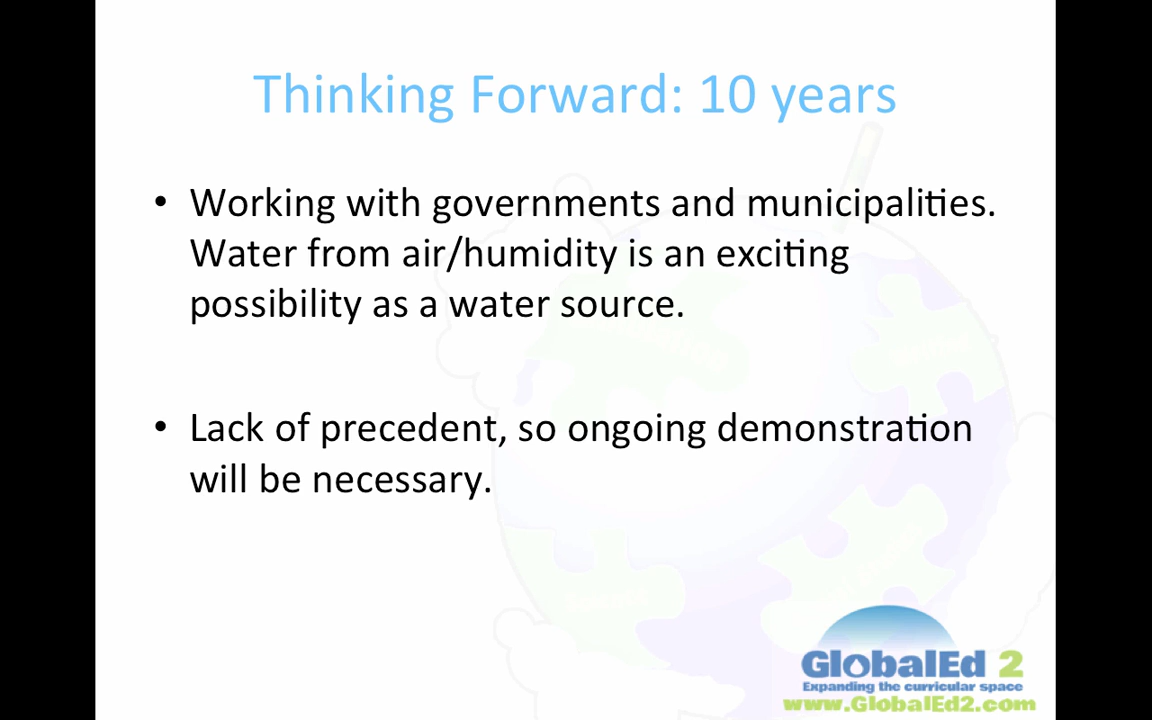 Thinking Forward: 10 years
• Working with governments and municipalities.
Water from air/humidity is an exciting
possibility as a water source.
• Lack of precedent, so ongoing demonstration
will be necessary.
GlobalEd 2
Expanding the curricular space
www.GlobalEd2.com